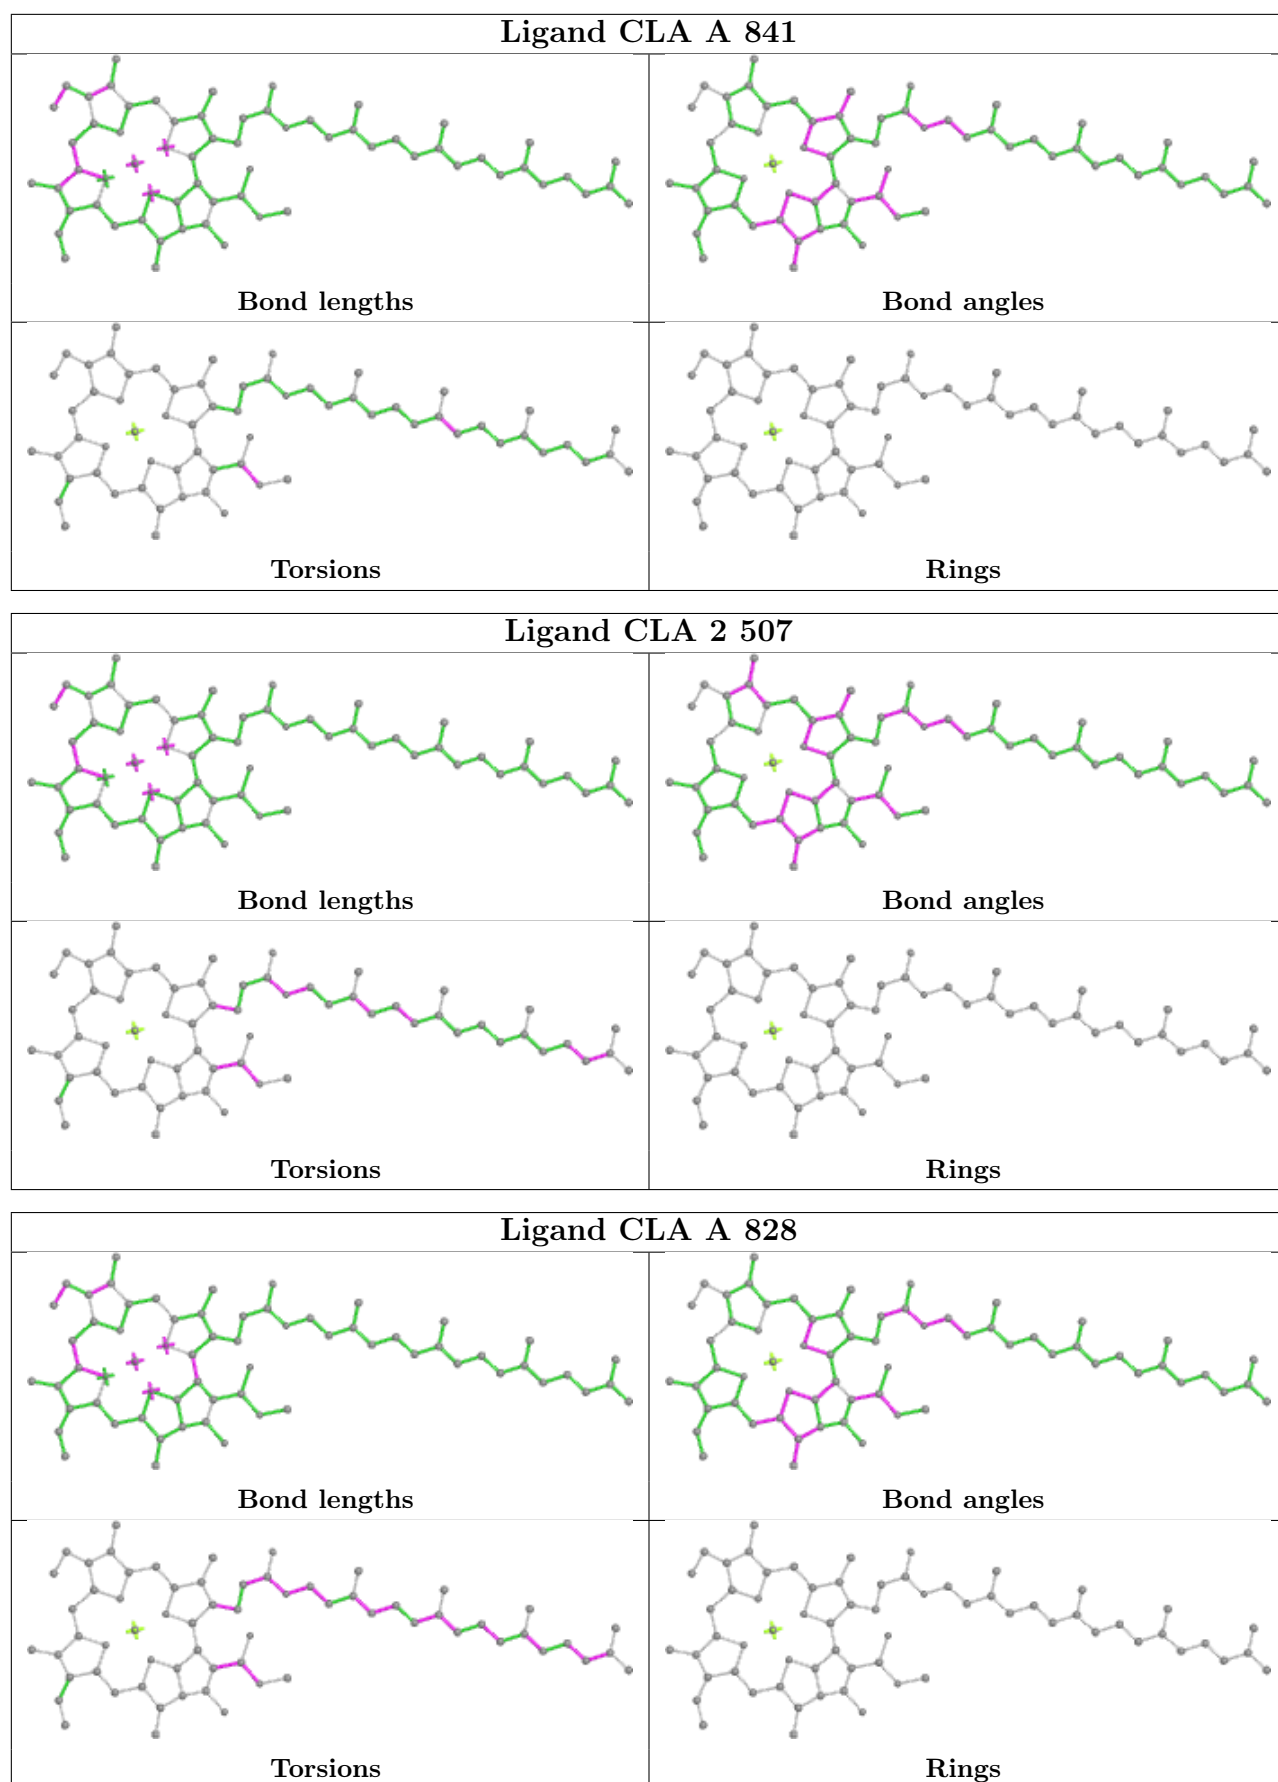 Ligand CLA A 841
Bond lengths
Bond angles
Torsions
Rings
Ligand CLA 2 507
Bond lengths
Bond angles
Torsions
Rings
Ligand CLA A 828
Bond lengths
Bond angles
Torsions
Rings